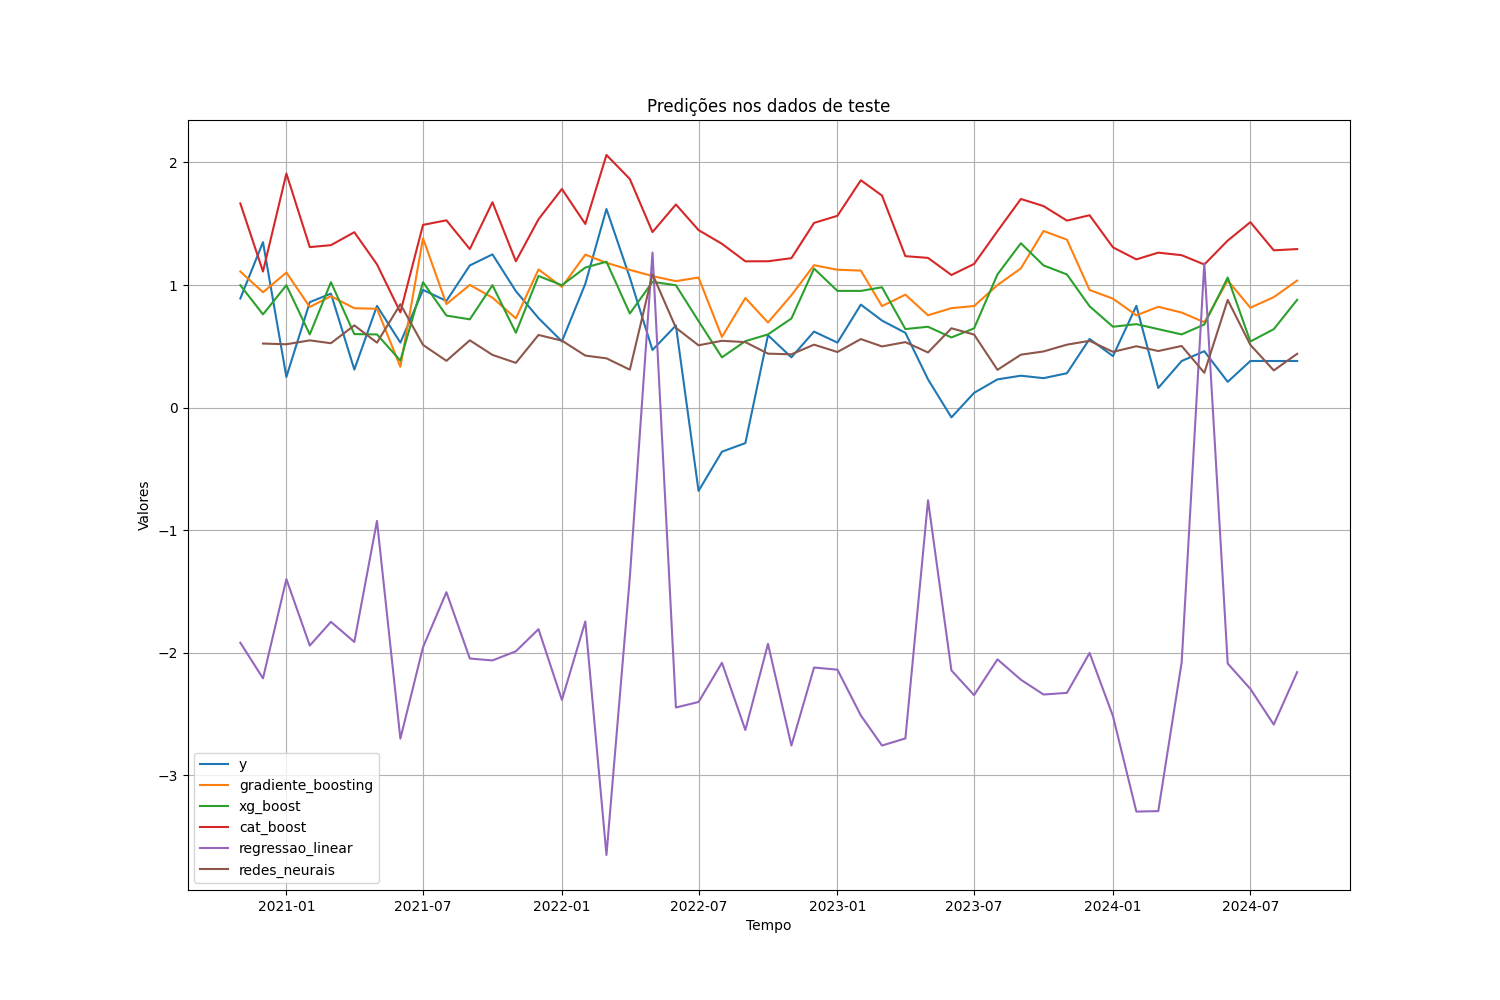 Predições nos dados de teste
Valores
2
1
0
−1
−2
−3
y
gradiente_boosting
xg_boost
cat_boost
regressao_linear
redes_neurais
2021-01
2021-07
2022-01
2022-07
2023-01
2023-07
2024-01
2024-07
Tempo